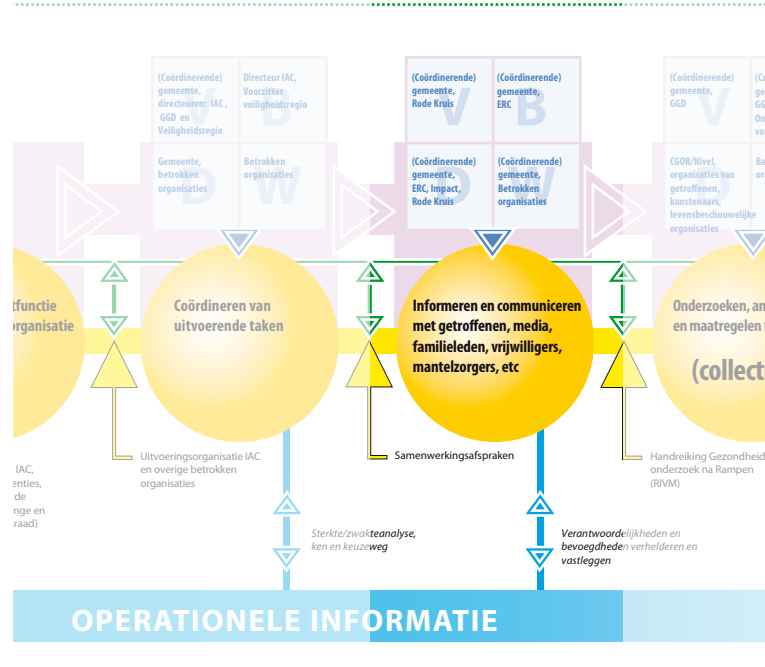 (Coördinerende)
gemeente,
directeuren: IAC,
GGD en
Veiligheidsregio
V
Directeur IAC,
Voorzitter
veiligheidsregio
B
Gemeente,
betrokken
organisaties
D
Betrokken
organisaties
W
(Coördinerende)
gemeente,
Rode Kruis
V
(Coördinerende)
gemeente,
ERC
B
(Coördinerende)
gemeente,
ERC, Impact,
Rode Kruis
D
(Coördinerende)
gemeente,
Betrokken
organisaties
W
(Coördinerende)
gemeente,
GGD
V
CGOR/Nivel,
organisaties van
getroffenen,
kunstenaars,
levensbeschouwelijke
organisaties
D
tfunctie
organisatie
Coördineren van
uitvoerende taken
Informeren en communiceren
met getroffenen, media,
familieleden, vrijwilligers,
mantelzorgers, etc
Onderzoeken, an
en maatregelen
(collect
IAC,
enties,
de
nge en
sraad)
Uitvoeringsorganisatie IAC
en overige betrokken
organisaties
Samenwerkingsafspraken
Handreiking Gezondheid
onderzoek na Rampen
(RIVM)
Sterkte/zwakteanalyse,
ken en keuzeweg
Verantwoordelijkheden en
bevoegdheden verhelderen en
vastleggen
OPERATIONELE INFORMATIE